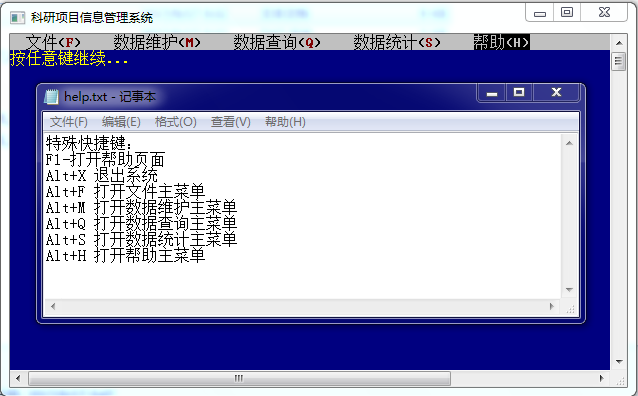 科研项目信息管理系统
文件(F) 数据维护(M) 数据查询(Q) 数据统计(S) 帮助(H)
按任意键继续...
help.txt - 记事本
文件(F) 编辑(E) 格式(O) 查看(V) 帮助(H)
特殊快捷键:
F1-打开帮助页面
Alt+X 退出系统
Alt+F 打开文件主菜单
Alt+M 打开数据维护主菜单
Alt+Q 打开数据查询主菜单
Alt+S 打开数据统计主菜单
Alt+H 打开帮助主菜单